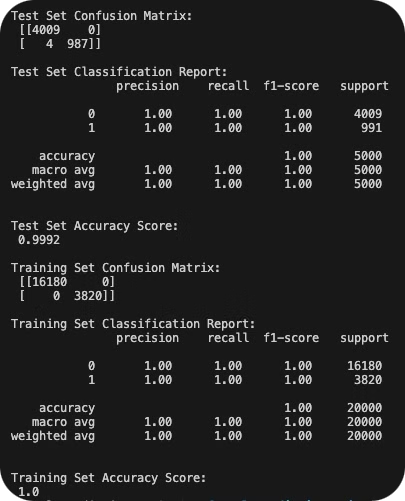 Test Set Confusion Matrix:
[[4009 0]
[ 4 987]]
Test Set Classification Report:
precision recall f1-score support
0 1.00 1.00 1.00 4009
1 1.00 1.00 1.00 991
accuracy 1.00 5000
macro avg 1.00 1.00 1.00 5000
weighted avg 1.00 1.00 1.00 5000
Test Set Accuracy Score:
0.9992
Training Set Confusion Matrix:
[[16180 0]
[ 0 3820]]
Training Set Classification Report:
precision recall f1-score support
0 1.00 1.00 1.00 16180
1 1.00 1.00 1.00 3820
accuracy 1.00 20000
macro avg 1.00 1.00 1.00 20000
weighted avg 1.00 1.00 1.00 20000
Training Set Accuracy Score:
1.0